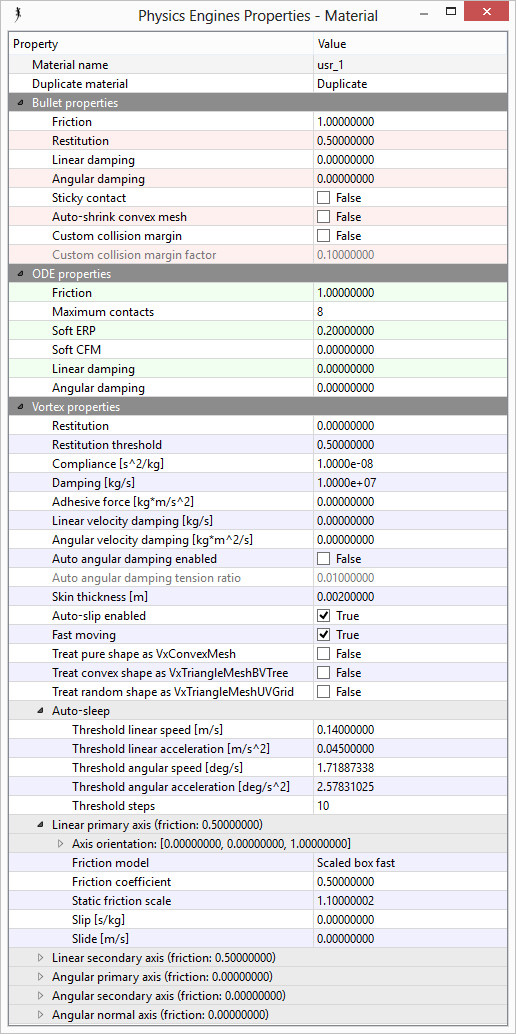 Physics Engines Properties - Material
Property Value
Material name usr_1
Duplicate material Duplicate
Bullet properties
Friction 1.00000000
Restitution 0.50000000
Linear damping 0.00000000
Angular damping 0.00000000
Sticky contact False
Auto-shrink convex mesh False
Custom collision margin False
Custom collision margin factor 0.10000000
ODE properties
Friction 1.00000000
Maximum contacts 8
Soft ERP 0.20000000
Soft CFM 0.00000000
Linear damping 0.00000000
Angular damping 0.00000000
Vortex properties
Restitution 0.00000000
Restitution threshold 0.50000000
Compliance [s^2/kg] 1.0000e-08
Damping [kg/s] 1.0000e+07
Adhesive force [kg*m/s^2] 0.00000000
Linear velocity damping [kg/s] 0.00000000
Angular velocity damping [kg*m^2/s] 0.00000000
Auto angular damping enabled False
Auto angular damping tension ratio 0.01000000
Skin thickness [m] 0.00200000
Auto-slip enabled True
Fast moving True
Treat pure shape as VxConvexMesh False
Treat convex shape as VxTriangleMeshBVTree False
Treat random shape as VxTriangleMeshUVGrid False
Auto-sleep
Threshold linear speed [m/s] 0.14000000
Threshold linear acceleration [m/s^2] 0.04500000
Threshold angular speed [deg/s] 1.71887338
Threshold angular acceleration [deg/s^2] 2.57831025
Threshold steps 10
Linear primary axis (friction: 0.50000000)
Axis orientation: [0.00000000, 0.00000000, 1.00000000]
Friction model Scaled box fast
Friction coefficient 0.50000000
Static friction scale 1.10000002
Slip [s/kg] 0.00000000
Slide [m/s] 0.00000000
Linear secondary axis (friction: 0.50000000)
Angular primary axis (friction: 0.00000000)
Angular secondary axis (friction: 0.00000000)
Angular normal axis (friction: 0.00000000)